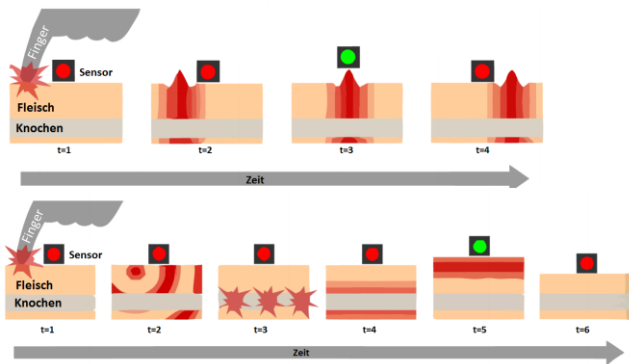 Finger
Sensor
Fleisch
Knochen
t=1
t=2
t=3
t=4
Zeit
Finger
Sensor
Fleisch
Knochen
t=1
t=2
t=3
t=4
t=5
t=6
Zeit